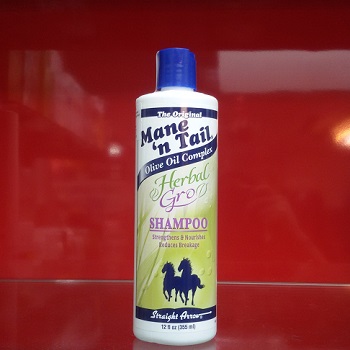 The Original
Mane
'n Tail
Olive Oil Complex
Herbal
Gro
SHAMPOO
Strengthens & Nourishes
Reduces Breakage
Straight Arrow
12 fl oz (355 ml)